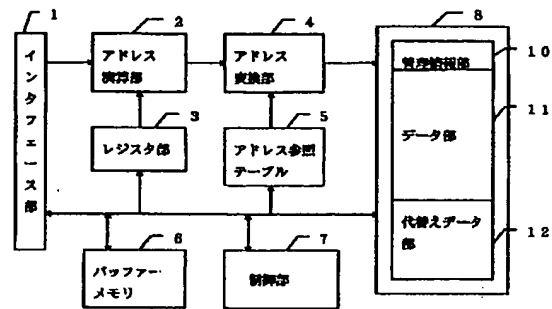 1
インタフェース部
2
アドレス
演算部
4
アドレス
変換部
8
管理情報部
10
3
レジスタ部
5
アドレス参照
テーブル
データ部
11
6
バッファー・
メモリ
7
制御部
代替えデータ
部
12